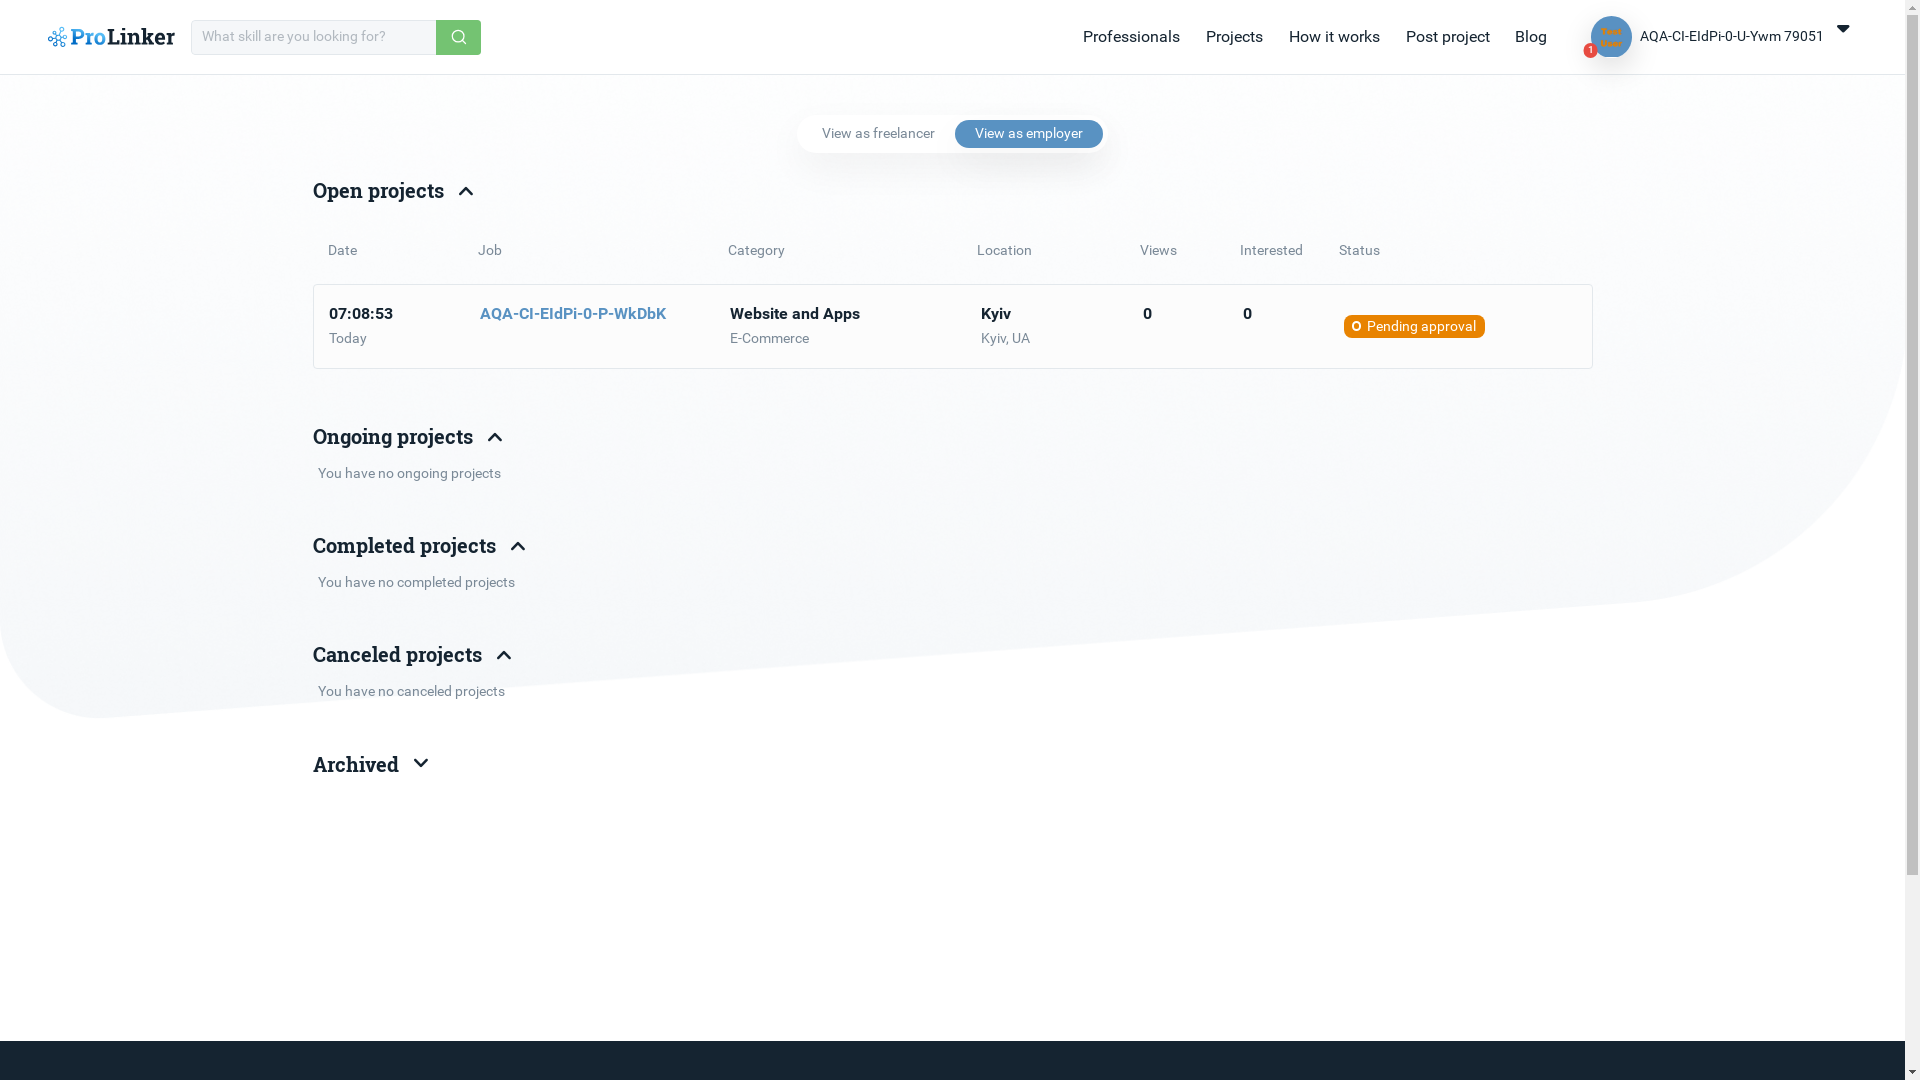 ProLinker
What skill are you looking for?
Professionals
Projects
How it works
Post project
Blog
Test
User
1
AQA-CI-EIdPi-0-U-Ywm 79051
View as freelancer
View as employer
Open projects
Date Job Category Location Views Interested Status
07:08:53 AQA-CI-EIdPi-0-P-WkDbK Website and Apps Kyiv 0 0
Pending approval
Today E-Commerce Kyiv, UA
Ongoing projects
You have no ongoing projects
Completed projects
You have no completed projects
Canceled projects
You have no canceled projects
Archived